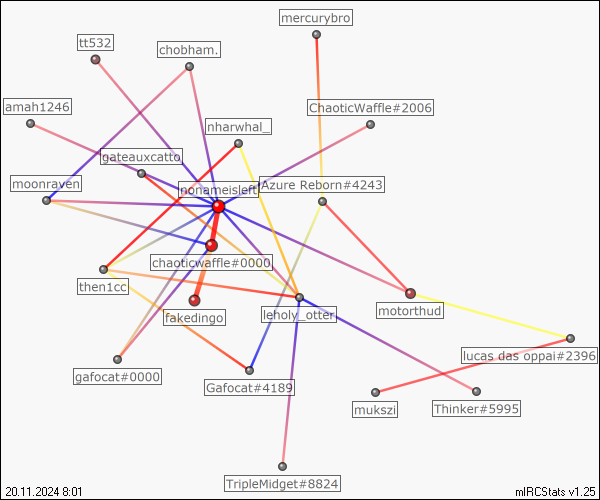 mercurybro
tt532
chobham.
amah1246
ChaoticWaffle#2006
nharwhal_
gateauxcatto
moonraven
nonameisleft
Azure Reborn#4243
chaoticwaffle#0000
then1cc
fakedingo
leholy_otter
motorthud
lucas das oppai#2396
gafocat#0000
Gafocat#4189
mukszi
Thinker#5995
TripleMidget#8824
20.11.2024 8:01
mIRCStats v1.25